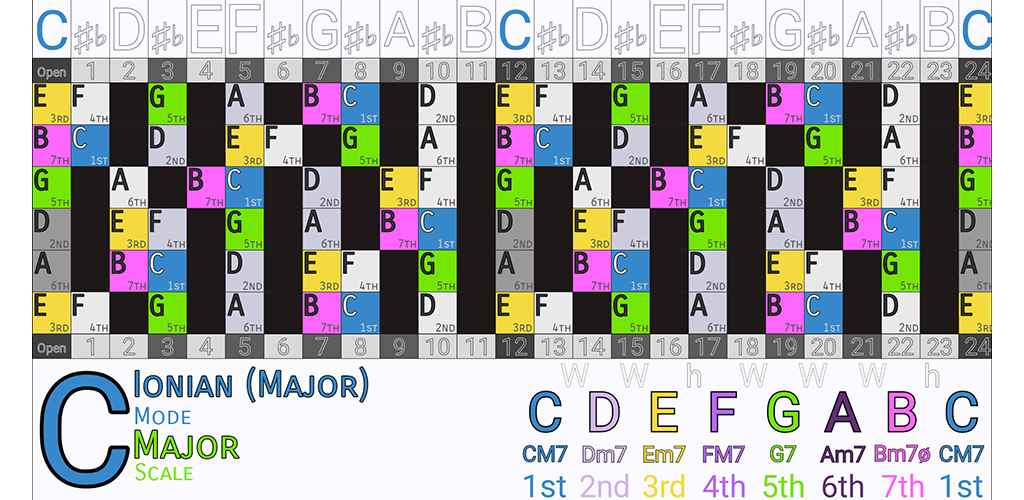 C ♯♭ D ♯♭ E F ♯♭ G ♯♭ A ♯♭ B C ♯♭ D ♯♭ E F ♯♭ G ♯♭ A ♯♭ B C
Open 1 2 3 4 5 6 7 8 9 10 11 12 13 14 15 16 17 18 19 20 21 22 23 24
E F G A B C D E F G A B C D E
3RD 4TH 5TH 6TH 7TH 1ST 2ND 3RD 4TH 5TH 6TH 7TH 1ST 2ND 3RD
B C D E F G A B C D E F G A B
7TH 1ST 2ND 3RD 4TH 5TH 6TH 7TH 1ST 2ND 3RD 4TH 5TH 6TH 7TH
G A B C D E F G A B C D E F G
5TH 6TH 7TH 1ST 2ND 3RD 4TH 5TH 6TH 7TH 1ST 2ND 3RD 4TH 5TH
D E F G A B C D E F G A B C D
2ND 3RD 4TH 5TH 6TH 7TH 1ST 2ND 3RD 4TH 5TH 6TH 7TH 1ST 2ND
A B C D E F G A B C D E F G A
6TH 7TH 1ST 2ND 3RD 4TH 5TH 6TH 7TH 1ST 2ND 3RD 4TH 5TH 6TH
E F G A B C D E F G A B C D E
3RD 4TH 5TH 6TH 7TH 1ST 2ND 3RD 4TH 5TH 6TH 7TH 1ST 2ND 3RD
Open 1 2 3 4 5 6 7 8 9 10 11 12 13 14 15 16 17 18 19 20 21 22 23 24
C Ionian (Major)
Mode
Major
Scale
W W h W W W h
C D E F G A B C
CM7 Dm7 Em7 FM7 G7 Am7 Bm7ø CM7
1st 2nd 3rd 4th 5th 6th 7th 1st